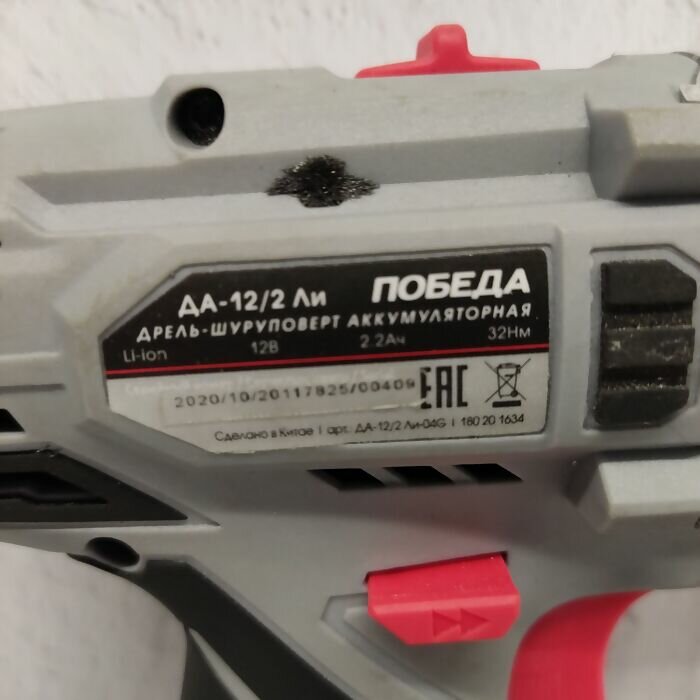 ДА-12/2 Ли ПОБЕДА
ДРЕЛЬ-ШУРУПОВЕРТ АККУМУЛЯТОРНАЯ
Li-ion 12В 2.2Ач 32Нм
2020/10/20117825/00409 EAC
Сделано в Китае | арт. ДА-12/2 Ли-04G | 180 20 1634